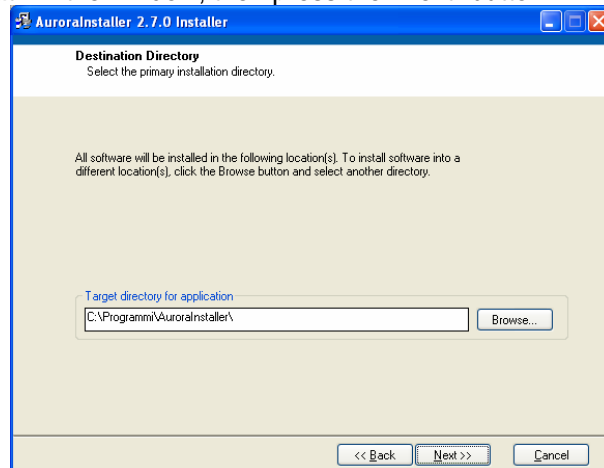 AuroraInstaller 2.7.0 Installer
Destination Directory
Select the primary installation directory.
All software will be installed in the following location(s). To install software into a
different location(s), click the Browse button and select another directory.
Target directory for application
C:\Programmi\AuroraInstaller\
Browse...
<< Back
Next >>
Cancel